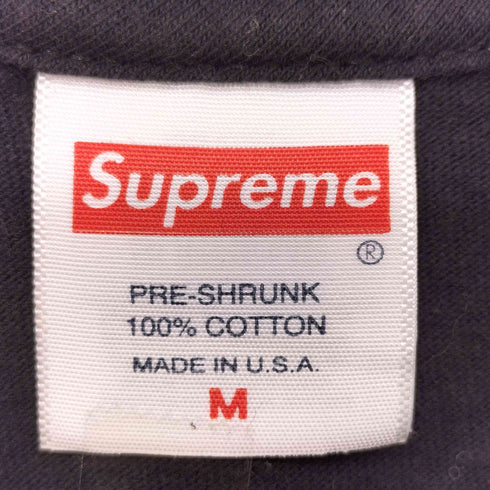 Supreme
®
PRE-SHRUNK
100% COTTON
MADE IN U.S.A.
M